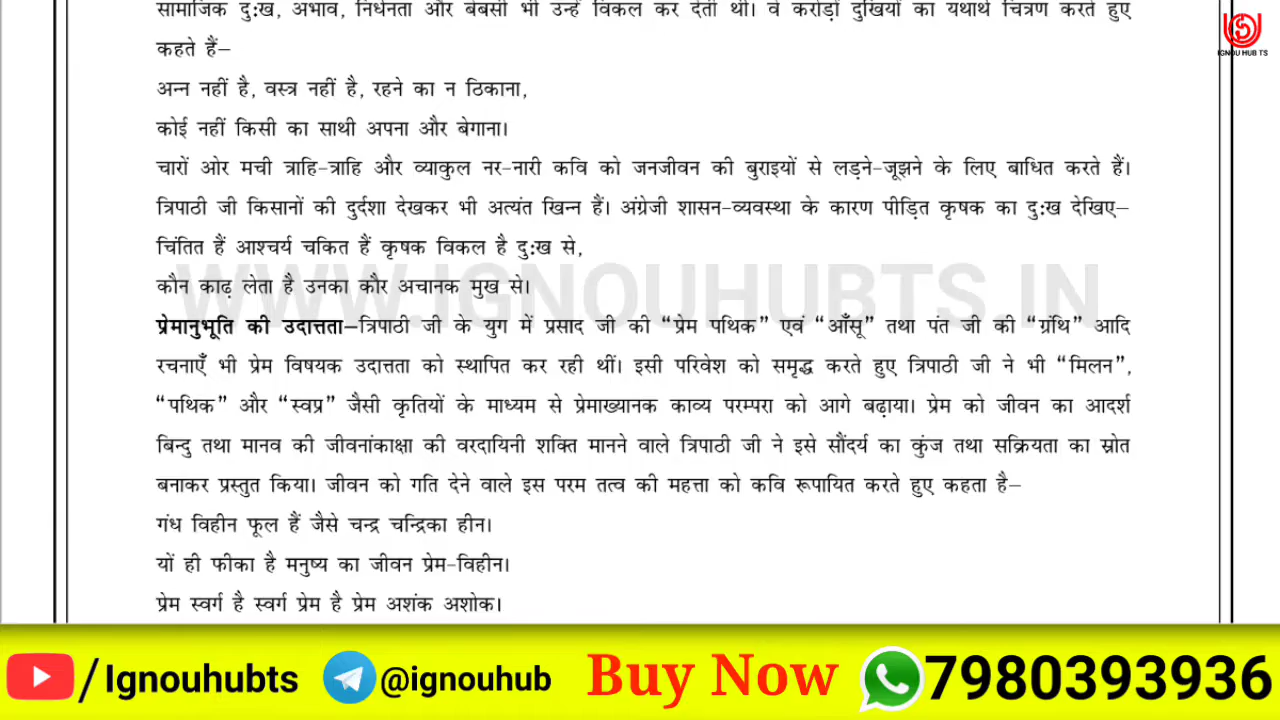 सामाजिक दुःख, अभाव, निर्धनता और बेबसी भी उन्हें विकल कर देती थीं। वे करोड़ों दुखियों का यथार्थ चित्रण करते हुए
कहते हैं–
अन्न नहीं है, वस्त्र नहीं है, रहने का न ठिकाना,
कोई नहीं किसी का साथी अपना और बेगाना।
चारों ओर मची त्राहि-त्राहि और व्याकुल नर-नारी कवि को जनजीवन की बुराइयों से लड़ने-जूझने के लिए बाधित करते हैं।
त्रिपाठी जी किसानों की दुर्दशा देखकर भी अत्यंत खिन्न हैं। अंग्रेजी शासन-व्यवस्था के कारण पीड़ित कृषक का दुःख देखिए–
चिंतित हैं आश्चर्य चकित हैं कृषक विकल है दुःख से,
कौन काढ़ लेता है उनका कौर अचानक मुख से।
प्रेमानुभूति की उदात्तता–त्रिपाठी जी के युग में प्रसाद जी की “प्रेम पथिक” एवं “आँसू” तथा पंत जी की “ग्रंथि” आदि
रचनाएँ भी प्रेम विषयक उदात्तता को स्थापित कर रही थीं। इसी परिवेश को समृद्ध करते हुए त्रिपाठी जी ने भी “मिलन”,
“पथिक” और “स्वप्न” जैसी कृतियों के माध्यम से प्रेमाख्यानक काव्य परम्परा को आगे बढ़ाया। प्रेम को जीवन का आदर्श
बिन्दु तथा मानव की जीवनांकाक्षा की वरदायिनी शक्ति मानने वाले त्रिपाठी जी ने इसे सौंदर्य का कुंज तथा सक्रियता का स्रोत
बनाकर प्रस्तुत किया। जीवन को गति देने वाले इस परम तत्व की महत्ता को कवि रूपायित करते हुए कहता है–
गंध विहीन फूल हैं जैसे चन्द्र चन्द्रिका हीन।
यों ही फीका है मनुष्य का जीवन प्रेम-विहीन।
प्रेम स्वर्ग है स्वर्ग प्रेम है प्रेम अशंक अशोक।
WWW.IGNOUHUBTS.IN
IGNOU HUB TS
/Ignouhubts @ignouhub Buy Now 7980393936